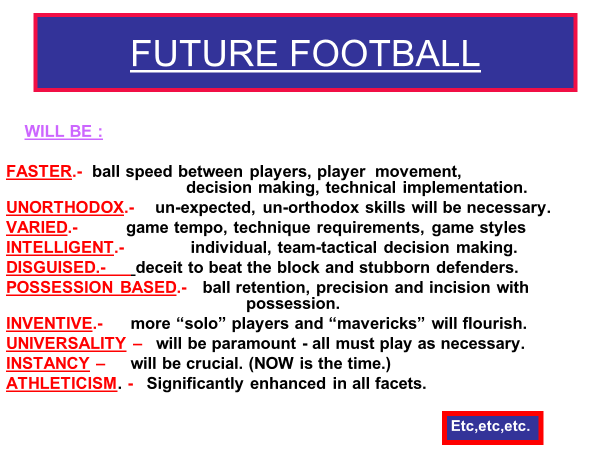 FUTURE FOOTBALL
WILL BE :
FASTER.- ball speed between players, player movement,
decision making, technical implementation.
UNORTHODOX.- un-expected, un-orthodox skills will be necessary.
VARIED.- game tempo, technique requirements, game styles
INTELLIGENT.- individual, team-tactical decision making.
DISGUISED.- deceit to beat the block and stubborn defenders.
POSSESSION BASED.- ball retention, precision and incision with
possession.
INVENTIVE.- more “solo” players and “mavericks” will flourish.
UNIVERSALITY – will be paramount - all must play as necessary.
INSTANCY – will be crucial. (NOW is the time.)
ATHLETICISM. - Significantly enhanced in all facets.
Etc,etc,etc.